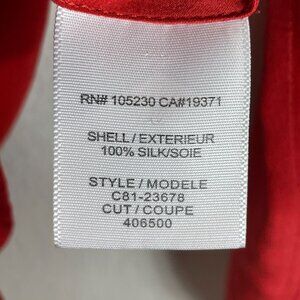 RN# 105230 CA#19371
SHELL / EXTERIEUR
100% SILK/SOIE
STYLE / MODELE
C81-23678
CUT / COUPE
406500